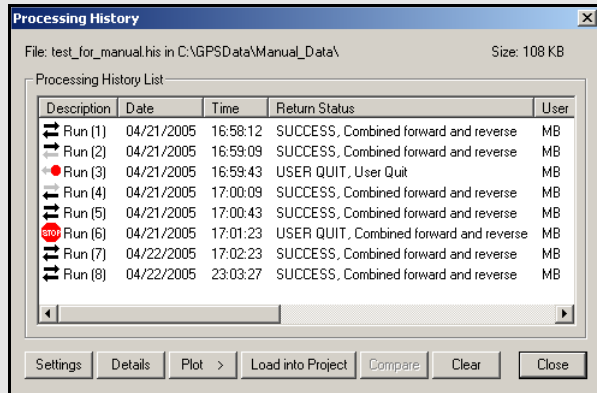 Processing History
File: test_for_manual.his in C:\GPSData\Manual_Data\ Size: 108 KB
Processing History List
Description Date Time Return Status User
Run (1) 04/21/2005 16:58:12 SUCCESS, Combined forward and reverse MB
Run (2) 04/21/2005 16:59:09 SUCCESS, Combined forward and reverse MB
Run (3) 04/21/2005 16:59:43 USER QUIT, User Quit MB
Run (4) 04/21/2005 17:00:09 SUCCESS, Combined forward and reverse MB
Run (5) 04/21/2005 17:00:43 SUCCESS, Combined forward and reverse MB
STOP Run (6) 04/21/2005 17:01:23 USER QUIT, Combined forward and reverse MB
Run (7) 04/22/2005 17:02:23 SUCCESS, Combined forward and reverse MB
Run (8) 04/22/2005 23:03:27 SUCCESS, Combined forward and reverse MB
Settings Details Plot > Load into Project Compare Clear Close